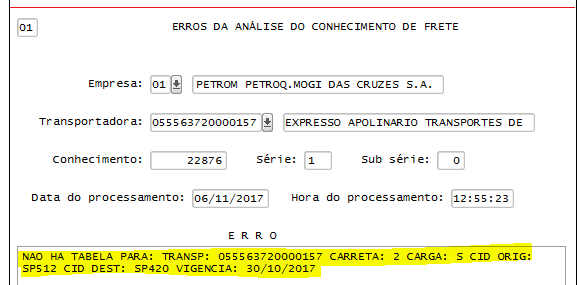 01 ERROS DA ANÁLISE DO CONHECIMENTO DE FRETE
Empresa: 01 PETROM PETROQ.MOGI DAS CRUZES S.A.
Transportadora: 055563720000157 EXPRESSO APOLINARIO TRANSPORTES DE
Conhecimento: 22876 Série: 1 Sub série: 0
Data do processamento: 06/11/2017 Hora do processamento: 12:55:23
E R R O
NAO HA TABELA PARA: TRANSP: 055563720000157 CARRETA: 2 CARGA: S CID ORIG:
SP512 CID DEST: SP420 VIGENCIA: 30/10/2017